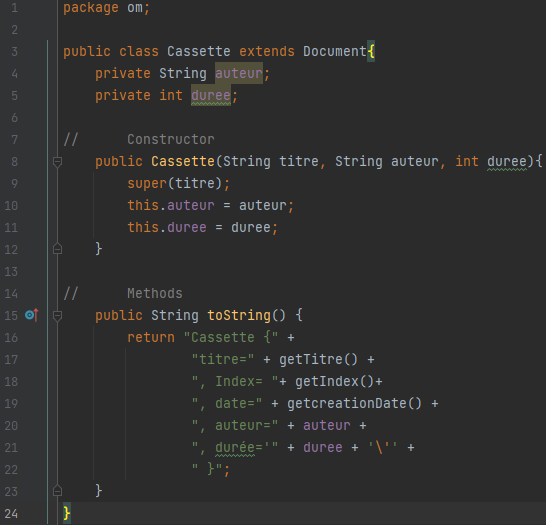 1 package om;
2
3 public class Cassette extends Document{
4     private String auteur;
5     private int duree;
6
7 //      Constructor
8     public Cassette(String titre, String auteur, int duree){
9         super(titre);
10         this.auteur = auteur;
11         this.duree = duree;
12     }
13
14 //      Methods
15     public String toString() {
16         return "Cassette {" +
17                 "titre=" + getTitre() +
18                 ", Index= "+ getIndex()+
19                 ", date=" + getcreationDate() +
20                 ", auteur=" + auteur +
21                 ", durée='" + duree + '\'' +
22                 " }";
23     }
24 }